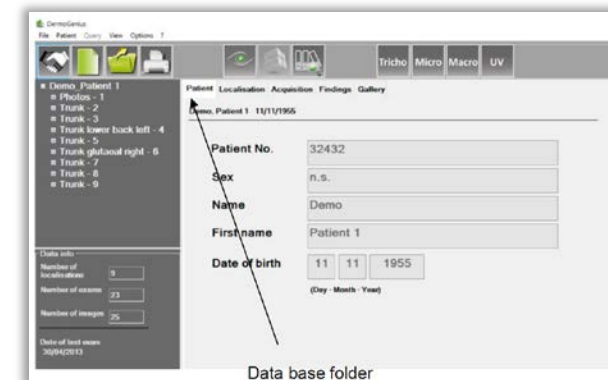 DermoGenius
File Patient Query View Options ?
Tricho Micro Macro UV
Demo_Patient 1
Photos - 1
Trunk - 2
Trunk - 3
Trunk lower back left - 4
Trunk - 5
Trunk glutaeal right - 6
Trunk - 7
Trunk - 8
Trunk - 9
Patient Localisation Acquisition Findings Gallery
Demo, Patient 1 11/11/1955
Patient No. 32432
Sex n.s.
Name Demo
First name Patient 1
Date of birth 11 11 1955
(Day - Month - Year)
Data info
Number of localisations 9
Number of exams 23
Number of images 25
Date of last exam
30/04/2013
Data base folder